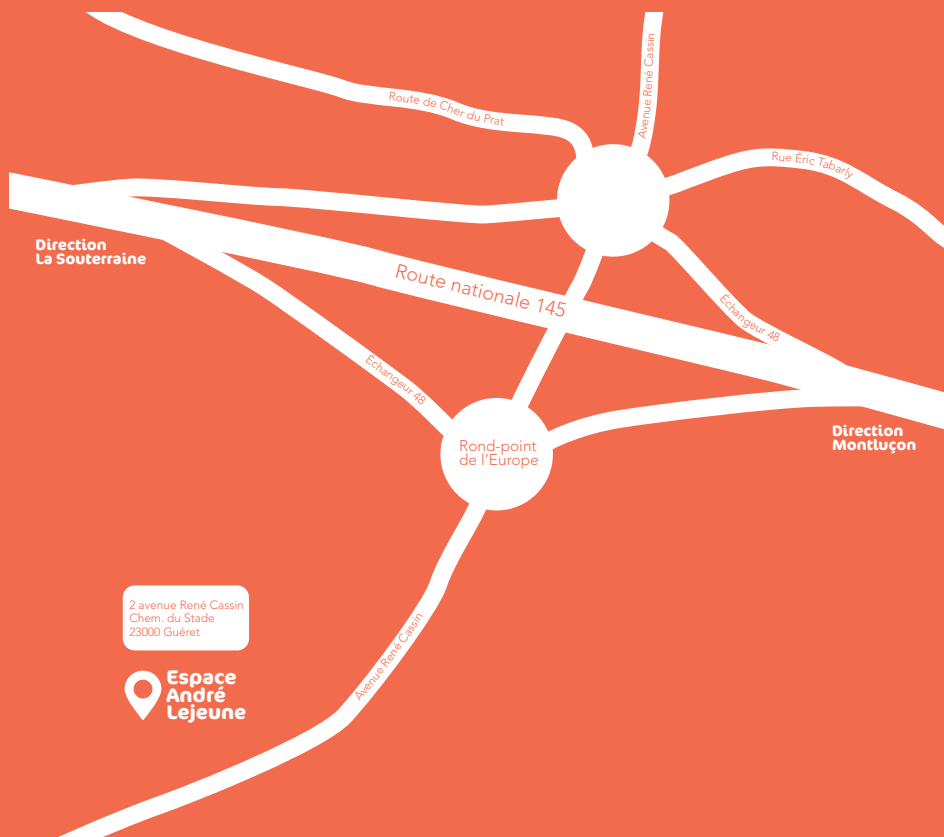 Avenue René Cassin
Route de Cher du Prat
Rue Éric Tabarly
Direction
La Souterraine
Route nationale 145
Échangeur 48
Échangeur 48
Direction
Montluçon
Rond-point
de l'Europe
2 avenue René Cassin
Chem. du Stade
23000 Guéret
Avenue René Cassin
Espace
André
Lejeune